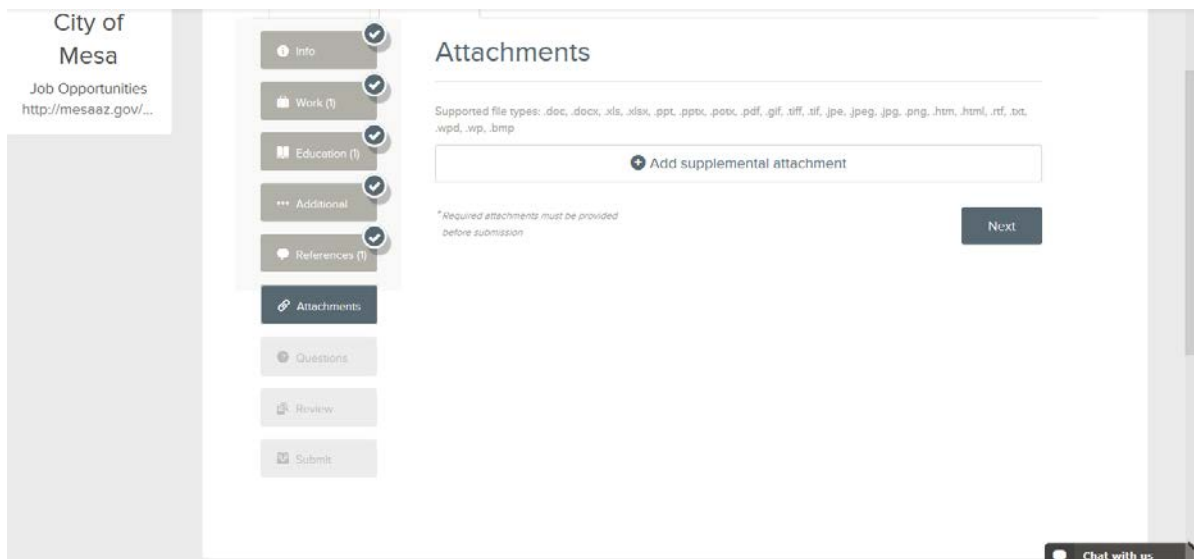 City of
Mesa
Job Opportunities
http://mesaaz.gov/...
Info
Work (1)
Education (1)
Additional
References (1)
Attachments
Questions
Review
Submit
Attachments
Supported file types: .doc, .docx, .xls, .xlsx, .ppt, .pptx, .potx, .pdf, .gif, .tiff, .tif, .jpe, .jpeg, .jpg, .png, .htm, .html, .rtf, .txt,
.wpd, .wp, .bmp
Add supplemental attachment
*Required attachments must be provided
before submission
Next
Chat with us